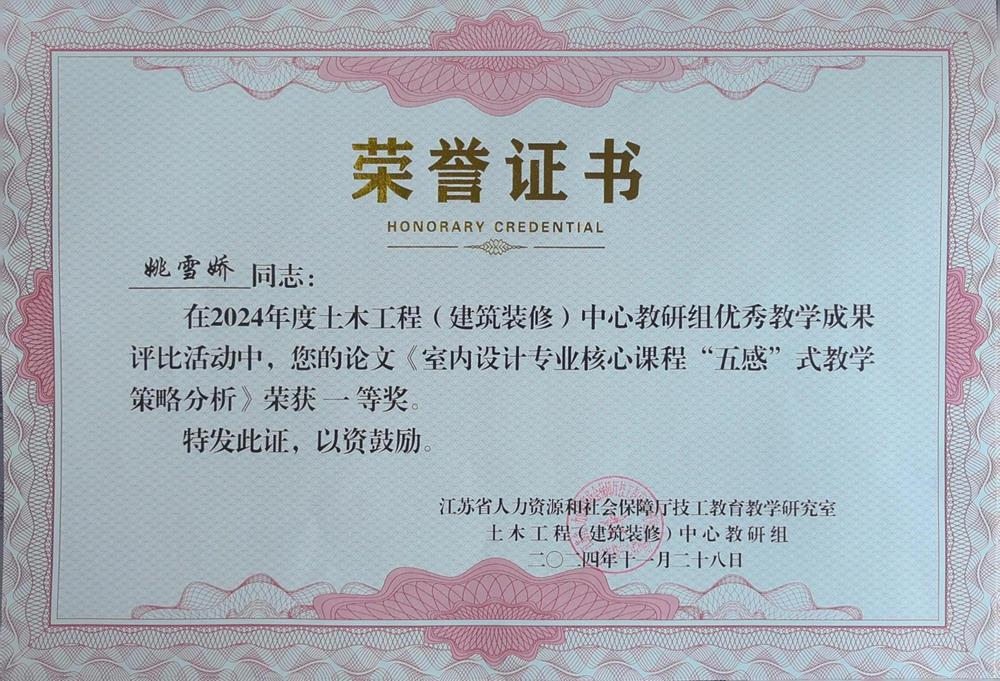 荣誉证书
HONORARY CREDENTIAL
姚雪娇 同志：
在2024年度土木工程（建筑装修）中心教研组优秀教学成果
评比活动中，您的论文《室内设计专业核心课程“五感”式教学
策略分析》荣获 一 等奖。
特发此证，以资鼓励。
江苏省人力资源和社会保障厅技工教育教学研究室
土木工程（建筑装修）中心教研组
二〇二四年十一月二十八日